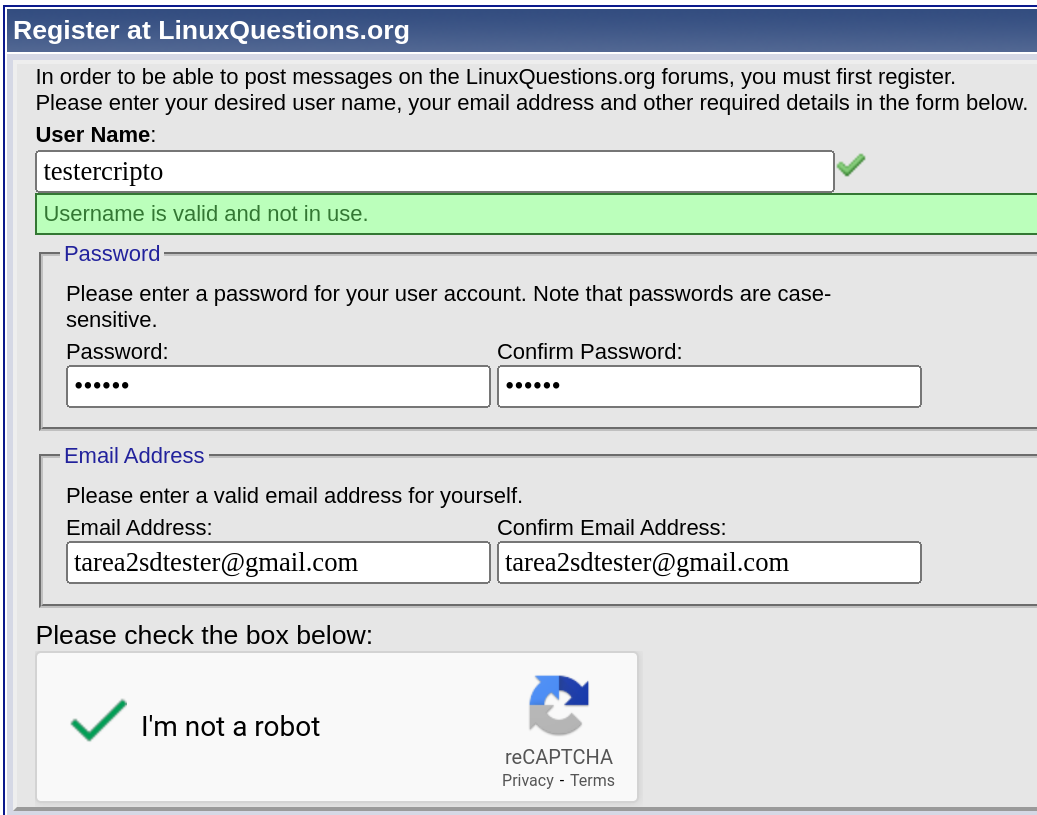 Register at LinuxQuestions.org
In order to be able to post messages on the LinuxQuestions.org forums, you must first register.
Please enter your desired user name, your email address and other required details in the form below.
User Name:
testercripto
Username is valid and not in use.
Password
Please enter a password for your user account. Note that passwords are case-
sensitive.
Password: Confirm Password:
•••••• ••••••
Email Address
Please enter a valid email address for yourself.
Email Address: Confirm Email Address:
tarea2sdtester@gmail.com tarea2sdtester@gmail.com
Please check the box below:
I'm not a robot
reCAPTCHA
Privacy - Terms